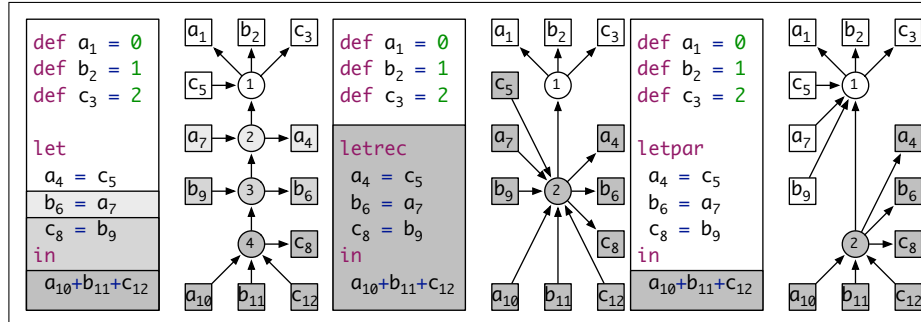 def a₁ = 0
def b₂ = 1
def c₃ = 2
let
a₄ = c₅
b₆ = a₇
c₈ = b₉
in
a₁₀+b₁₁+c₁₂
a₁ b₂ c₃
c₅ 1
a₇ 2 a₄
b₉ 3 b₆
4 c₈
a₁₀ b₁₁ c₁₂
def a₁ = 0
def b₂ = 1
def c₃ = 2
letrec
a₄ = c₅
b₆ = a₇
c₈ = b₉
in
a₁₀+b₁₁+c₁₂
a₁ b₂ c₃
c₅ 1
a₇ a₄
b₉ 2 b₆
c₈
a₁₀ b₁₁ c₁₂
def a₁ = 0
def b₂ = 1
def c₃ = 2
letpar
a₄ = c₅
b₆ = a₇
c₈ = b₉
in
a₁₀+b₁₁+c₁₂
a₁ b₂ c₃
c₅ 1
a₇ a₄
b₉ b₆
2 c₈
a₁₀ b₁₁ c₁₂